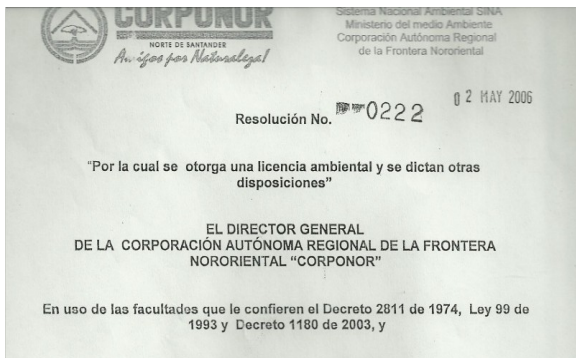 CORPONOR
NORTE DE SANTANDER
Amigos por Naturaleza!
Sistema Nacional Ambiental SINA
Ministerio del medio Ambiente
Corporación Autónoma Regional
de la Frontera Nororiental
02 MAY 2006
Resolución No. 0222
“Por la cual se otorga una licencia ambiental y se dictan otras
disposiciones”
EL DIRECTOR GENERAL
DE LA CORPORACIÓN AUTÓNOMA REGIONAL DE LA FRONTERA
NORORIENTAL “CORPONOR”
En uso de las facultades que le confieren el Decreto 2811 de 1974, Ley 99 de
1993 y Decreto 1180 de 2003, y